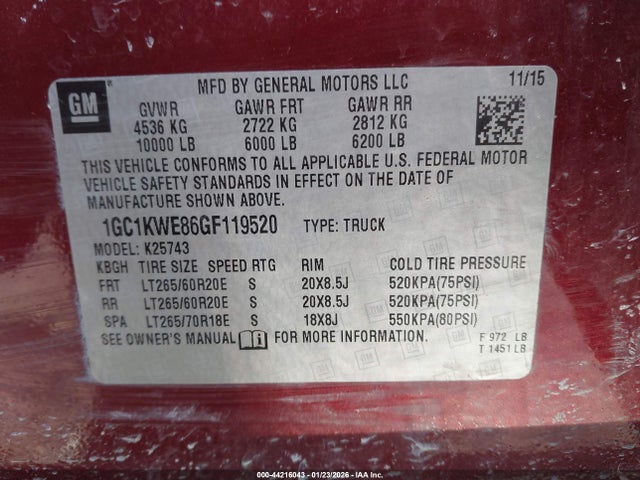 GM
MFD BY GENERAL MOTORS LLC 11/15
GVWR GAWR FRT GAWR RR
4536 KG 2722 KG 2812 KG
10000 LB 6000 LB 6200 LB
THIS VEHICLE CONFORMS TO ALL APPLICABLE U.S. FEDERAL MOTOR
VEHICLE SAFETY STANDARDS IN EFFECT ON THE DATE OF
MANUFACTURE SHOWN ABOVE.
1GC1KWE86GF119520 TYPE: TRUCK
MODEL: K25743
KBGH TIRE SIZE SPEED RTG RIM COLD TIRE PRESSURE
FRT LT265/60R20E S 20X8.5J 520KPA(75PSI)
RR LT265/60R20E S 20X8.5J 520KPA(75PSI)
SPA LT265/70R18E S 18X8J 550KPA(80PSI)
SEE OWNER'S MANUAL FOR MORE INFORMATION.
F 972 LB
T 1451 LB
000-44216043 - 01/23/2026 - IAA Inc.